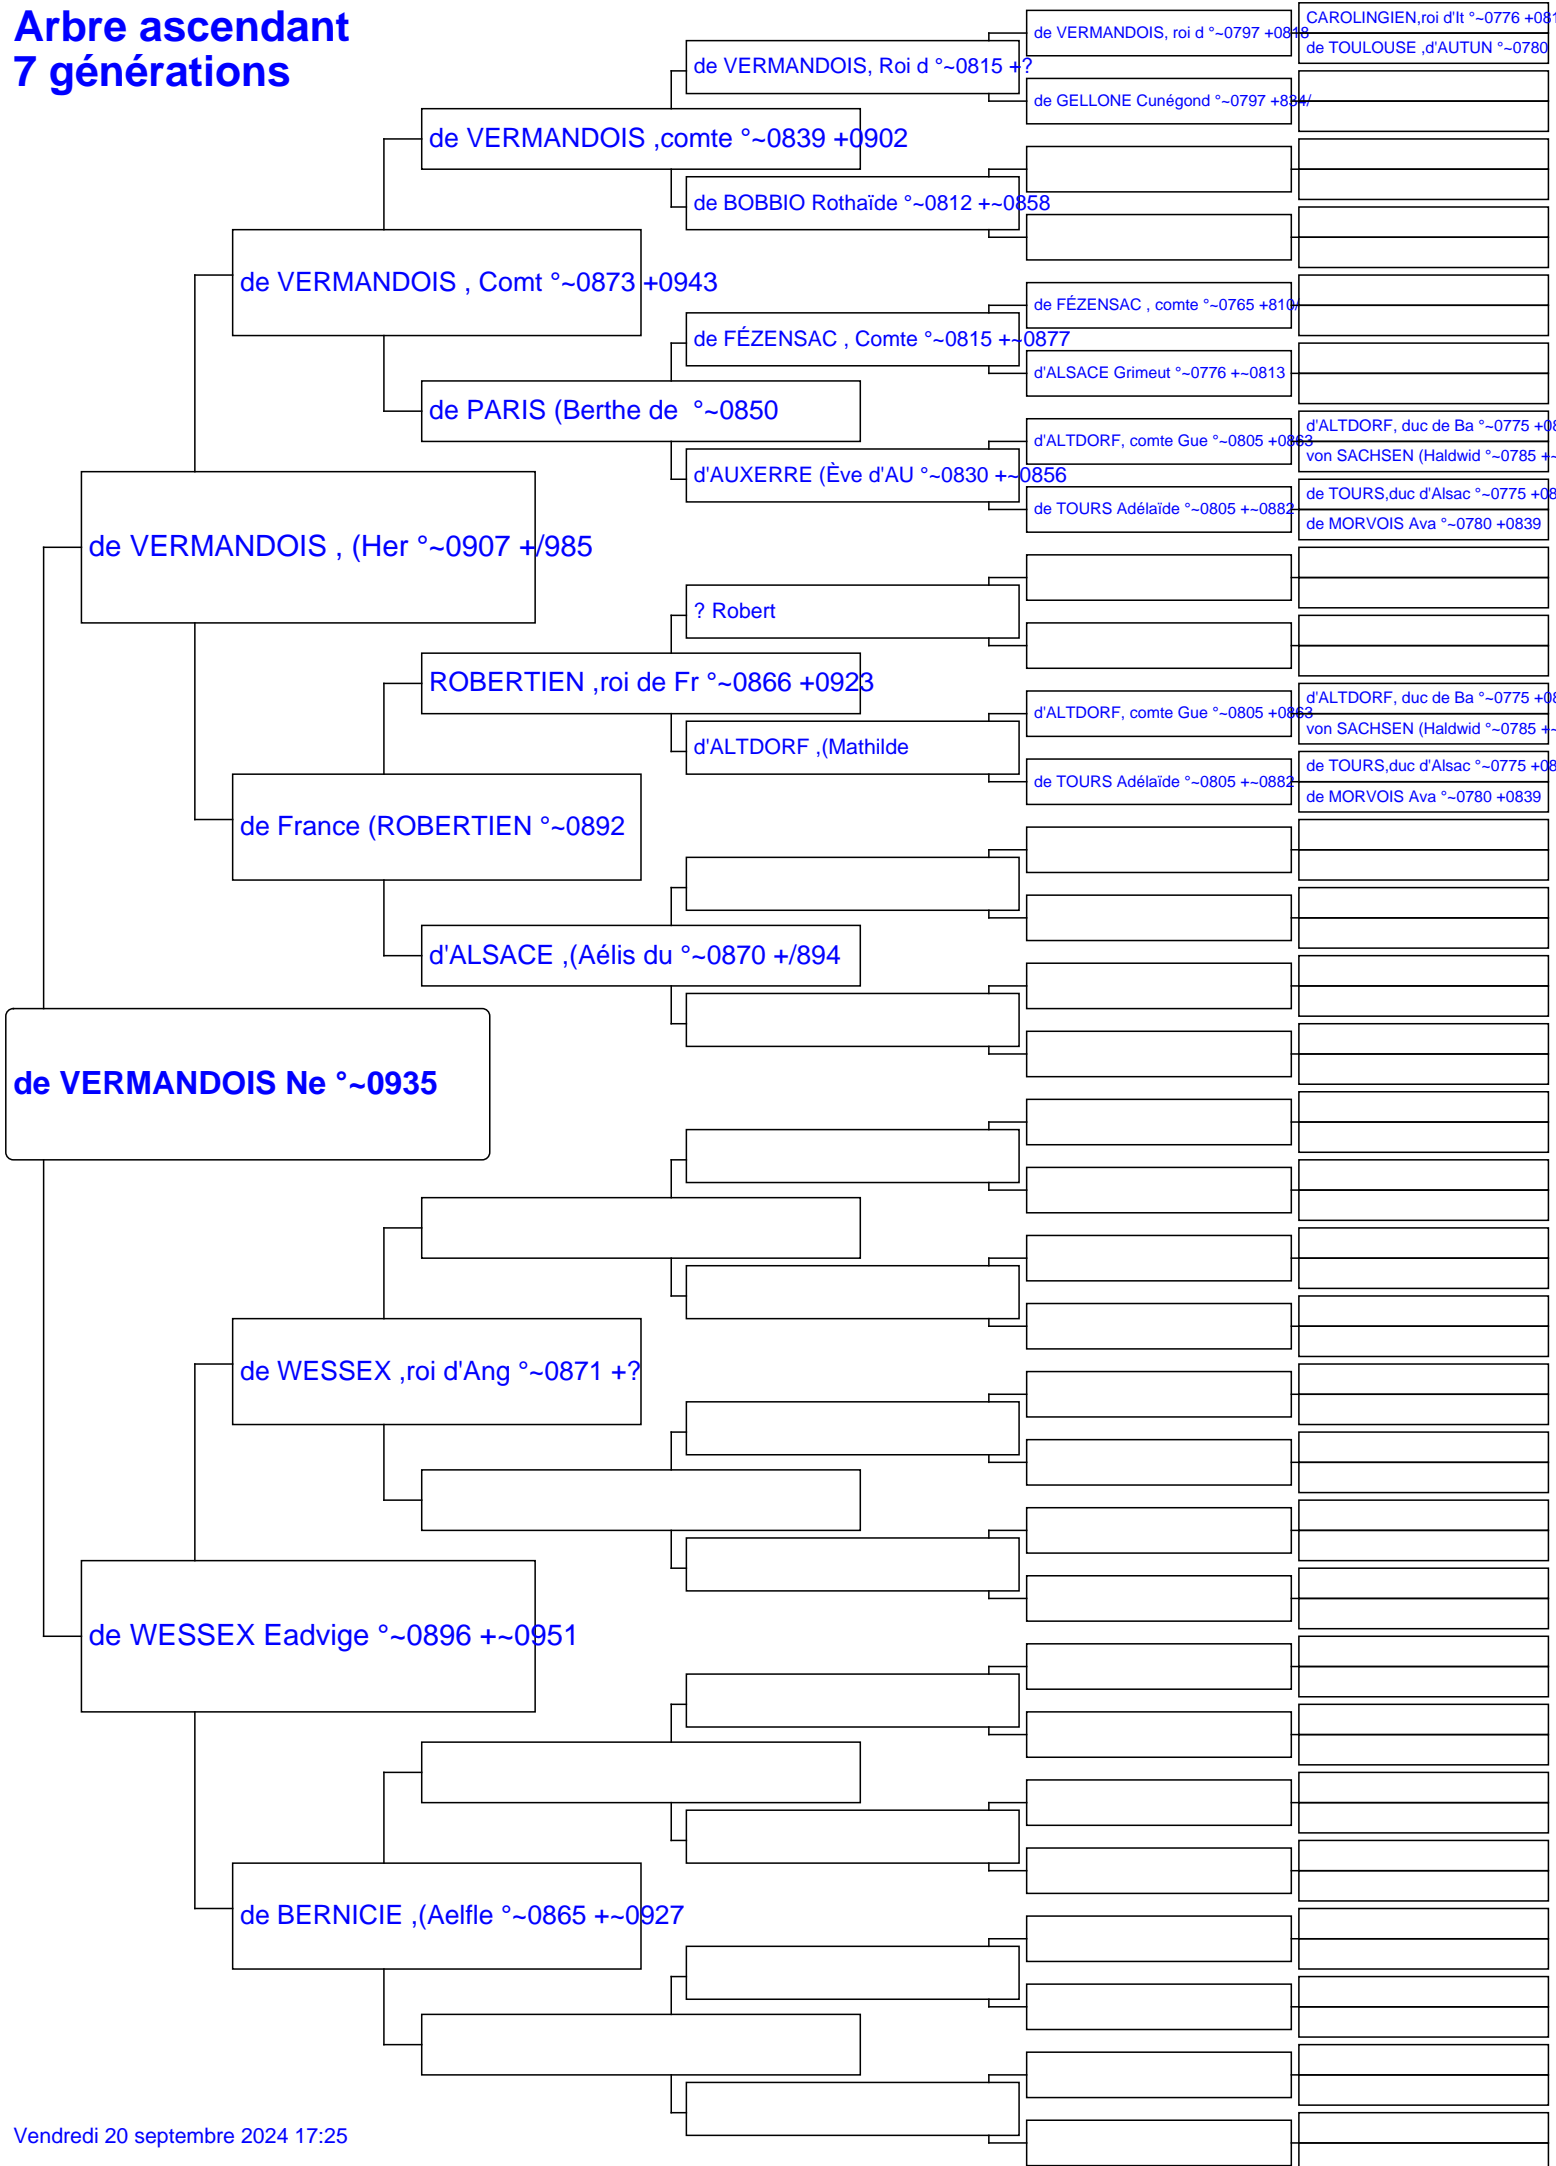 Arbre ascendant
7 générations
de VERMANDOIS, roi d °~0797 +0818
CAROLINGIEN,roi d'It °~0776 +081
de TOULOUSE ,d'AUTUN °~0780
de VERMANDOIS, Roi d °~0815 +?
de GELLONE Cunégond °~0797 +834/
de VERMANDOIS ,comte °~0839 +0902
de BOBBIO Rothaïde °~0812 +~0858
de VERMANDOIS , Comt °~0873 +0943
de FÉZENSAC , comte °~0765 +810/
de FÉZENSAC , Comte °~0815 +~0877
d'ALSACE Grimeut °~0776 +~0813
de PARIS (Berthe de °~0850
d'ALTDORF, comte Gue °~0805 +0863
d'ALTDORF, duc de Ba °~0775 +08
von SACHSEN (Haldwid °~0785 +~
d'AUXERRE (Ève d'AU °~0830 +~0856
de TOURS Adélaïde °~0805 +~0882
de TOURS,duc d'Alsac °~0775 +08
de MORVOIS Ava °~0780 +0839
de VERMANDOIS , (Her °~0907 +/985
? Robert
ROBERTIEN ,roi de Fr °~0866 +0923
d'ALTDORF, comte Gue °~0805 +0863
d'ALTDORF, duc de Ba °~0775 +08
von SACHSEN (Haldwid °~0785 +~
d'ALTDORF ,(Mathilde
de TOURS Adélaïde °~0805 +~0882
de TOURS,duc d'Alsac °~0775 +08
de MORVOIS Ava °~0780 +0839
de France (ROBERTIEN °~0892
d'ALSACE ,(Aélis du °~0870 +/894
de VERMANDOIS Ne °~0935
de WESSEX ,roi d'Ang °~0871 +?
de WESSEX Eadvige °~0896 +~0951
de BERNICIE ,(Aelfle °~0865 +~0927
Vendredi 20 septembre 2024 17:25